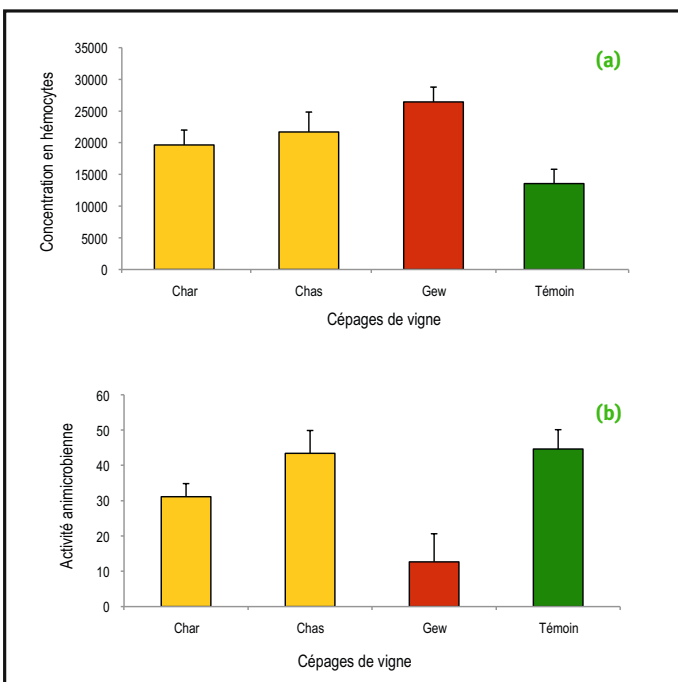 (a)
Concentration en hémocytes
35000
30000
25000
20000
15000
10000
5000
0
Char Chas Gew Témoin
Cépages de vigne
(b)
Activité animicrobienne
60
50
40
30
20
10
0
Char Chas Gew Témoin
Cépages de vigne